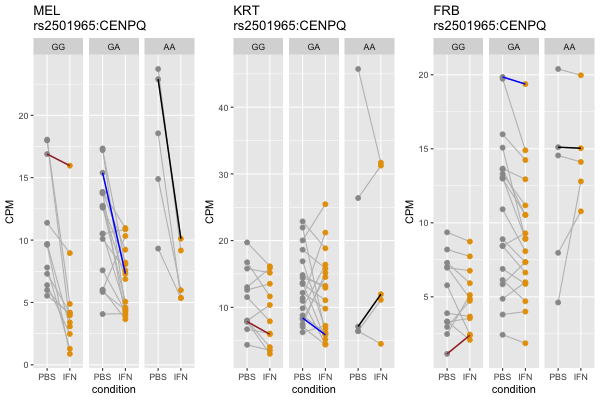 MEL
rs2501965:CENPQ
KRT
rs2501965:CENPQ
FRB
rs2501965:CENPQ
GG GA AA
GG GA AA
GG GA AA
CPM
20
15
10
5
0
CPM
40
30
20
10
CPM
20
15
10
5
PBS IFN PBS IFN PBS IFN
PBS IFN PBS IFN PBS IFN
PBS IFN PBS IFN PBS IFN
condition
condition
condition